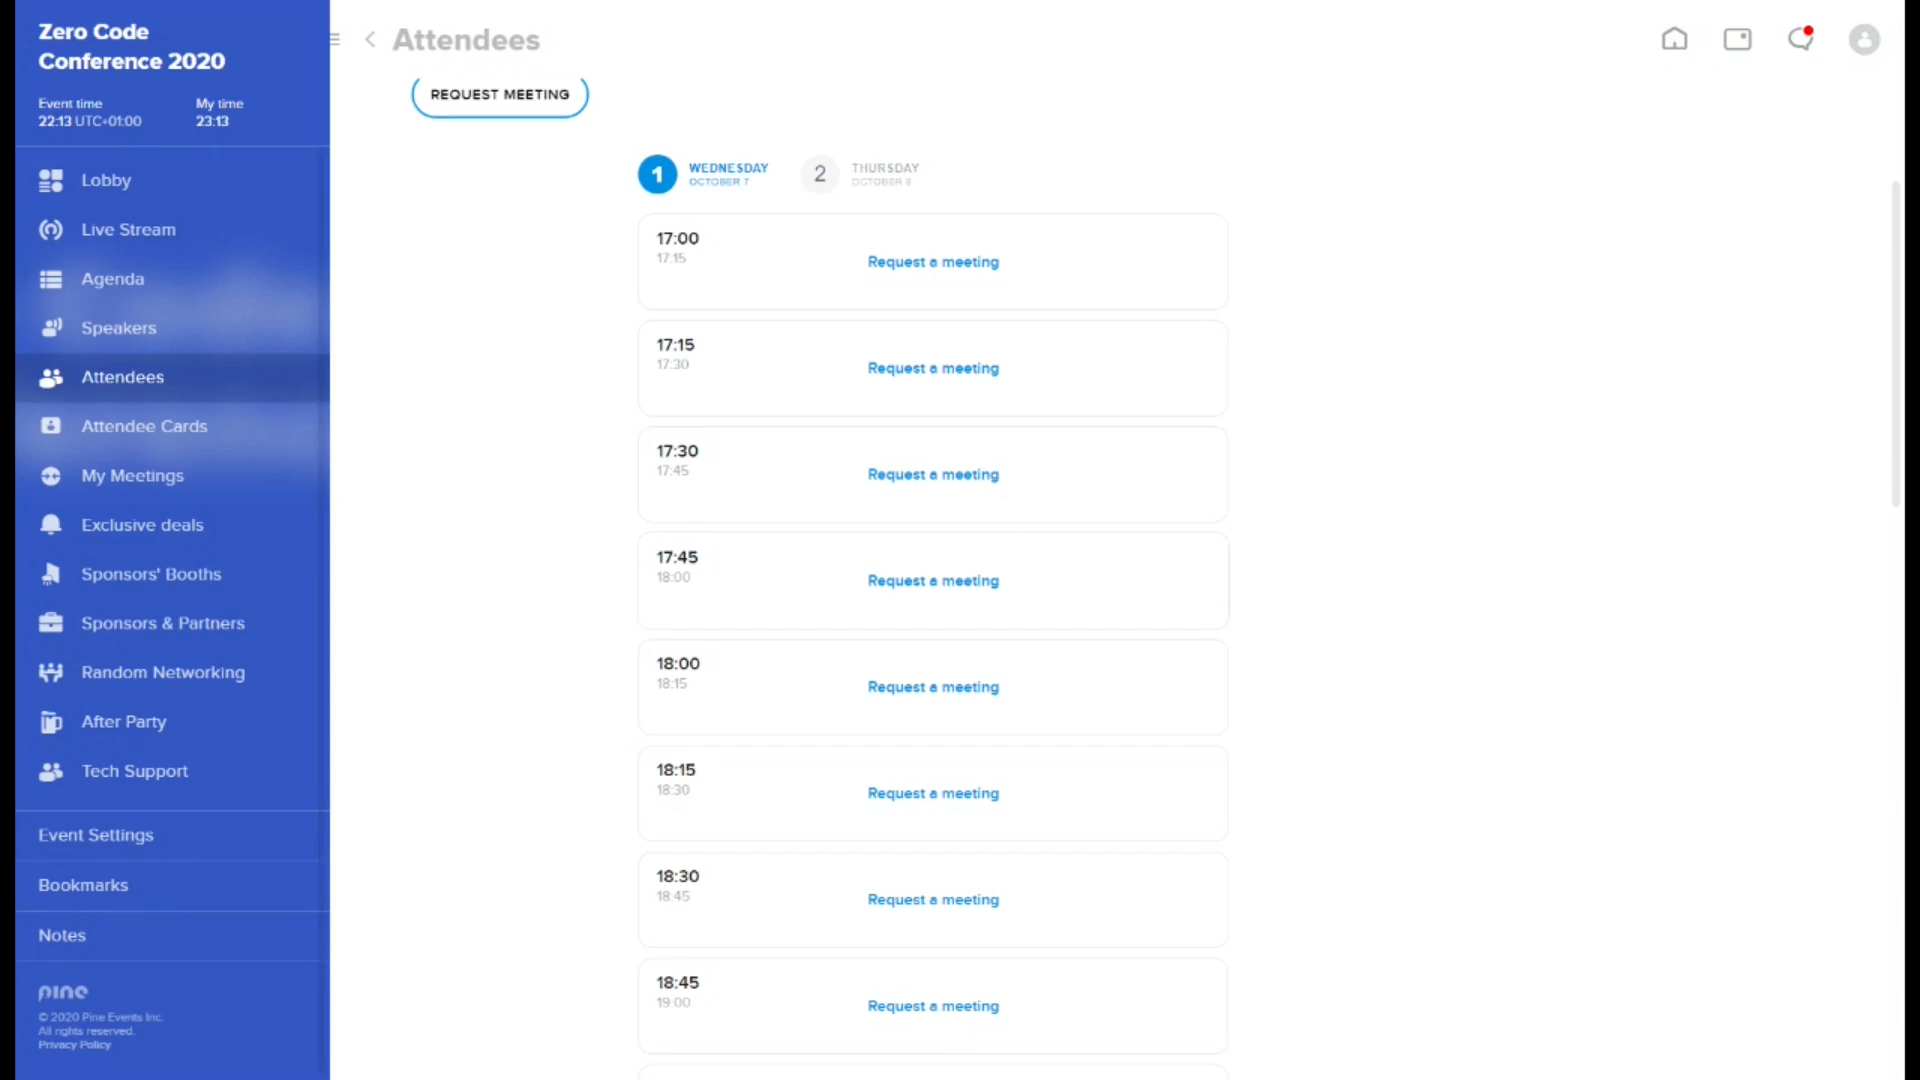 Zero Code
Conference 2020
Event time
22:13 UTC+01:00
My time
23:13
Lobby
Live Stream
Agenda
Speakers
Attendees
Attendee Cards
My Meetings
Exclusive deals
Sponsors' Booths
Sponsors & Partners
Random Networking
After Party
Tech Support
Event Settings
Bookmarks
Notes
pine
© 2020 Pine Events Inc.
All rights reserved.
Privacy Policy
Attendees
REQUEST MEETING
1
WEDNESDAY
OCTOBER 7
2
THURSDAY
OCTOBER 8
17:00
17:15
Request a meeting
17:15
17:30
Request a meeting
17:30
17:45
Request a meeting
17:45
18:00
Request a meeting
18:00
18:15
Request a meeting
18:15
18:30
Request a meeting
18:30
18:45
Request a meeting
18:45
19:00
Request a meeting